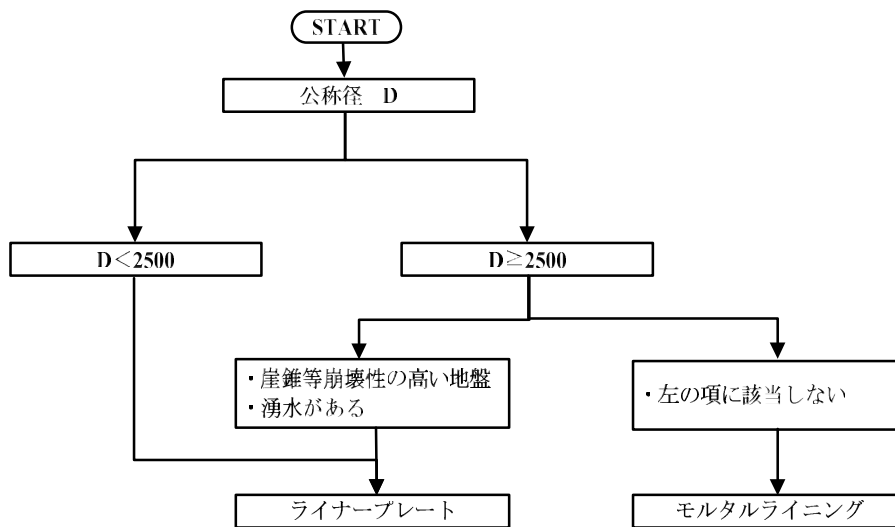 START
公称径 D
D＜2500
D≧2500
・崖錐等崩壊性の高い地盤
・湧水がある
・左の項に該当しない
ライナープレート
モルタルライニング